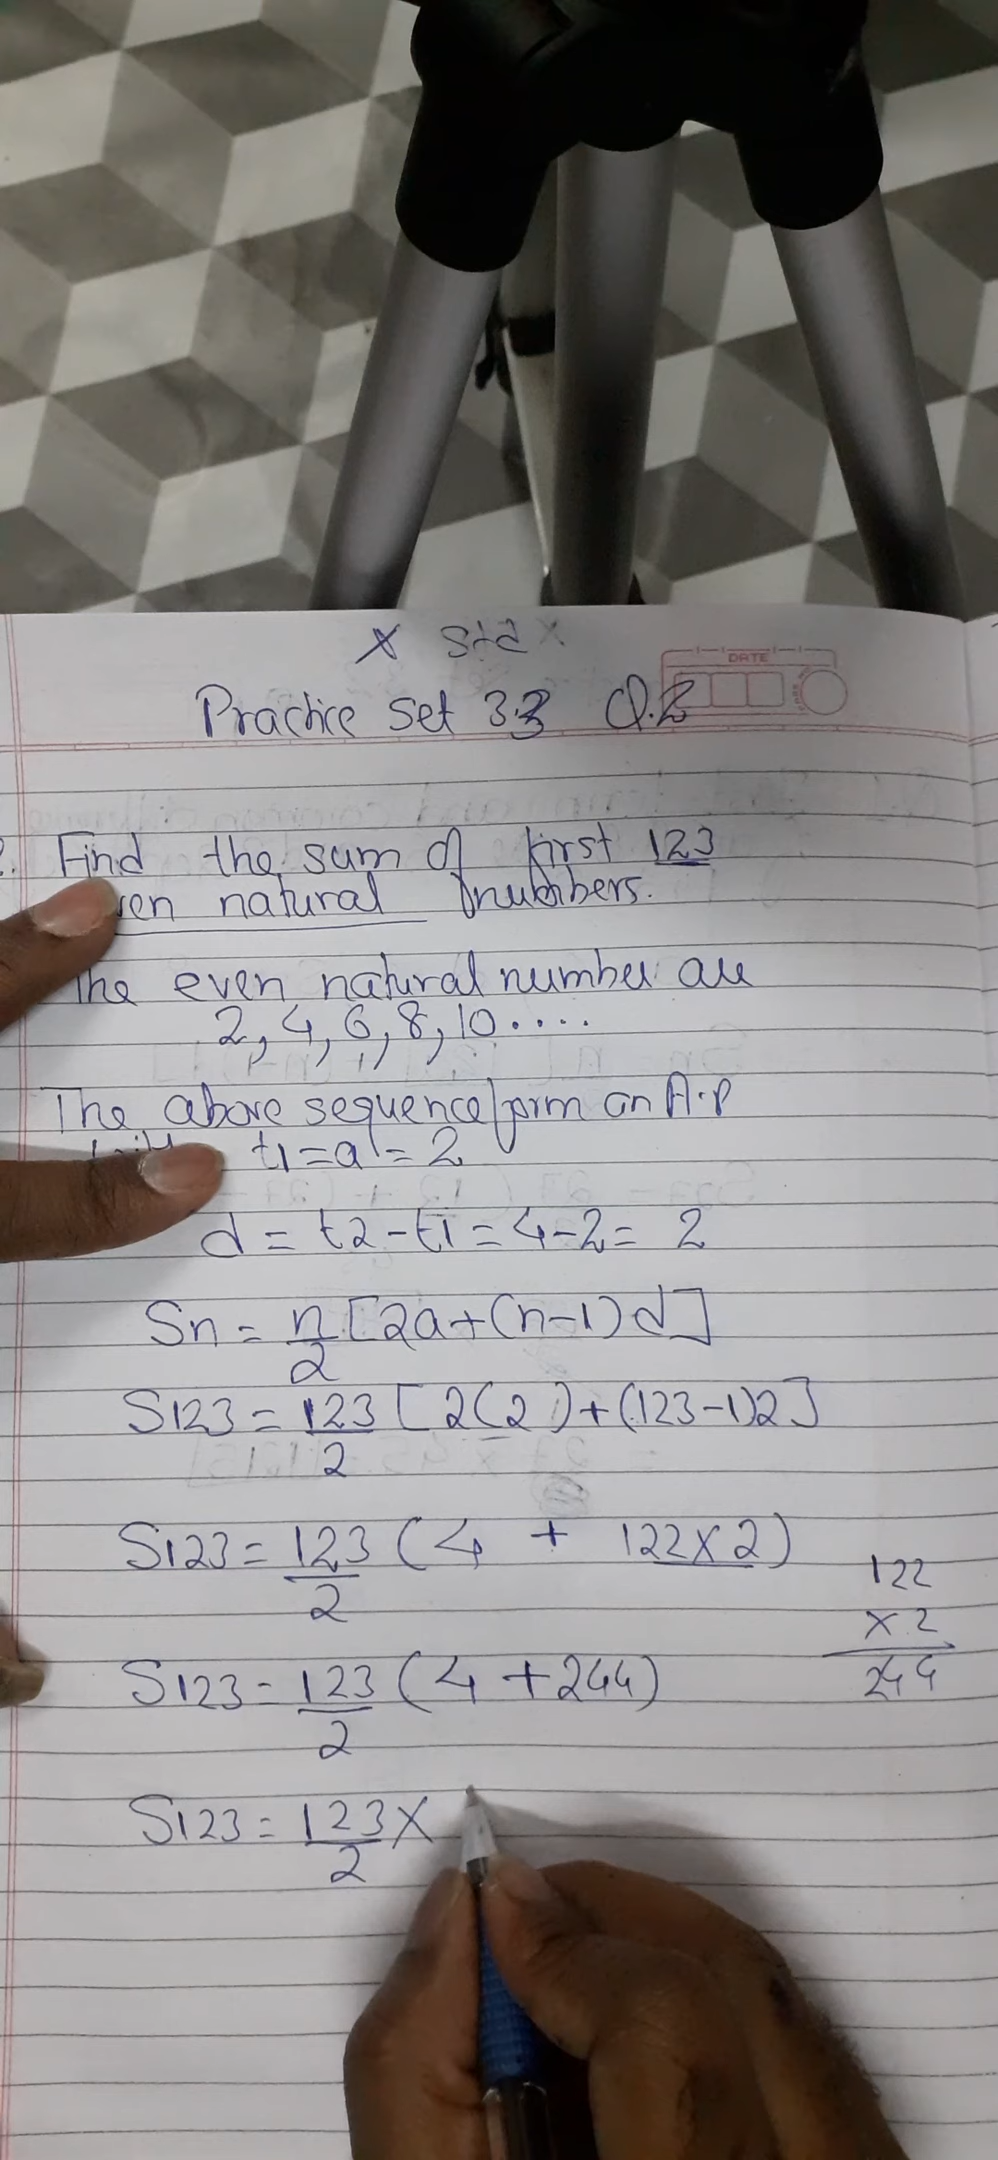 X std
Practice Set 3.3 Q.2
DATE
Find the sum of first 123
ven natural numbers.
The even natural number are
2, 4, 6, 8, 10....
The above sequence form an A.P
t1=a=2
d = t2-t1 = 4-2= 2
Sn = n/2 [2a+(n-1)d]
S123 = 123/2 [2(2)+(123-1)2]
S123 = 123/2 (4 + 122x2)
122
x 2
244
S123 = 123/2 (4 +244)
S123 = 123/2 X